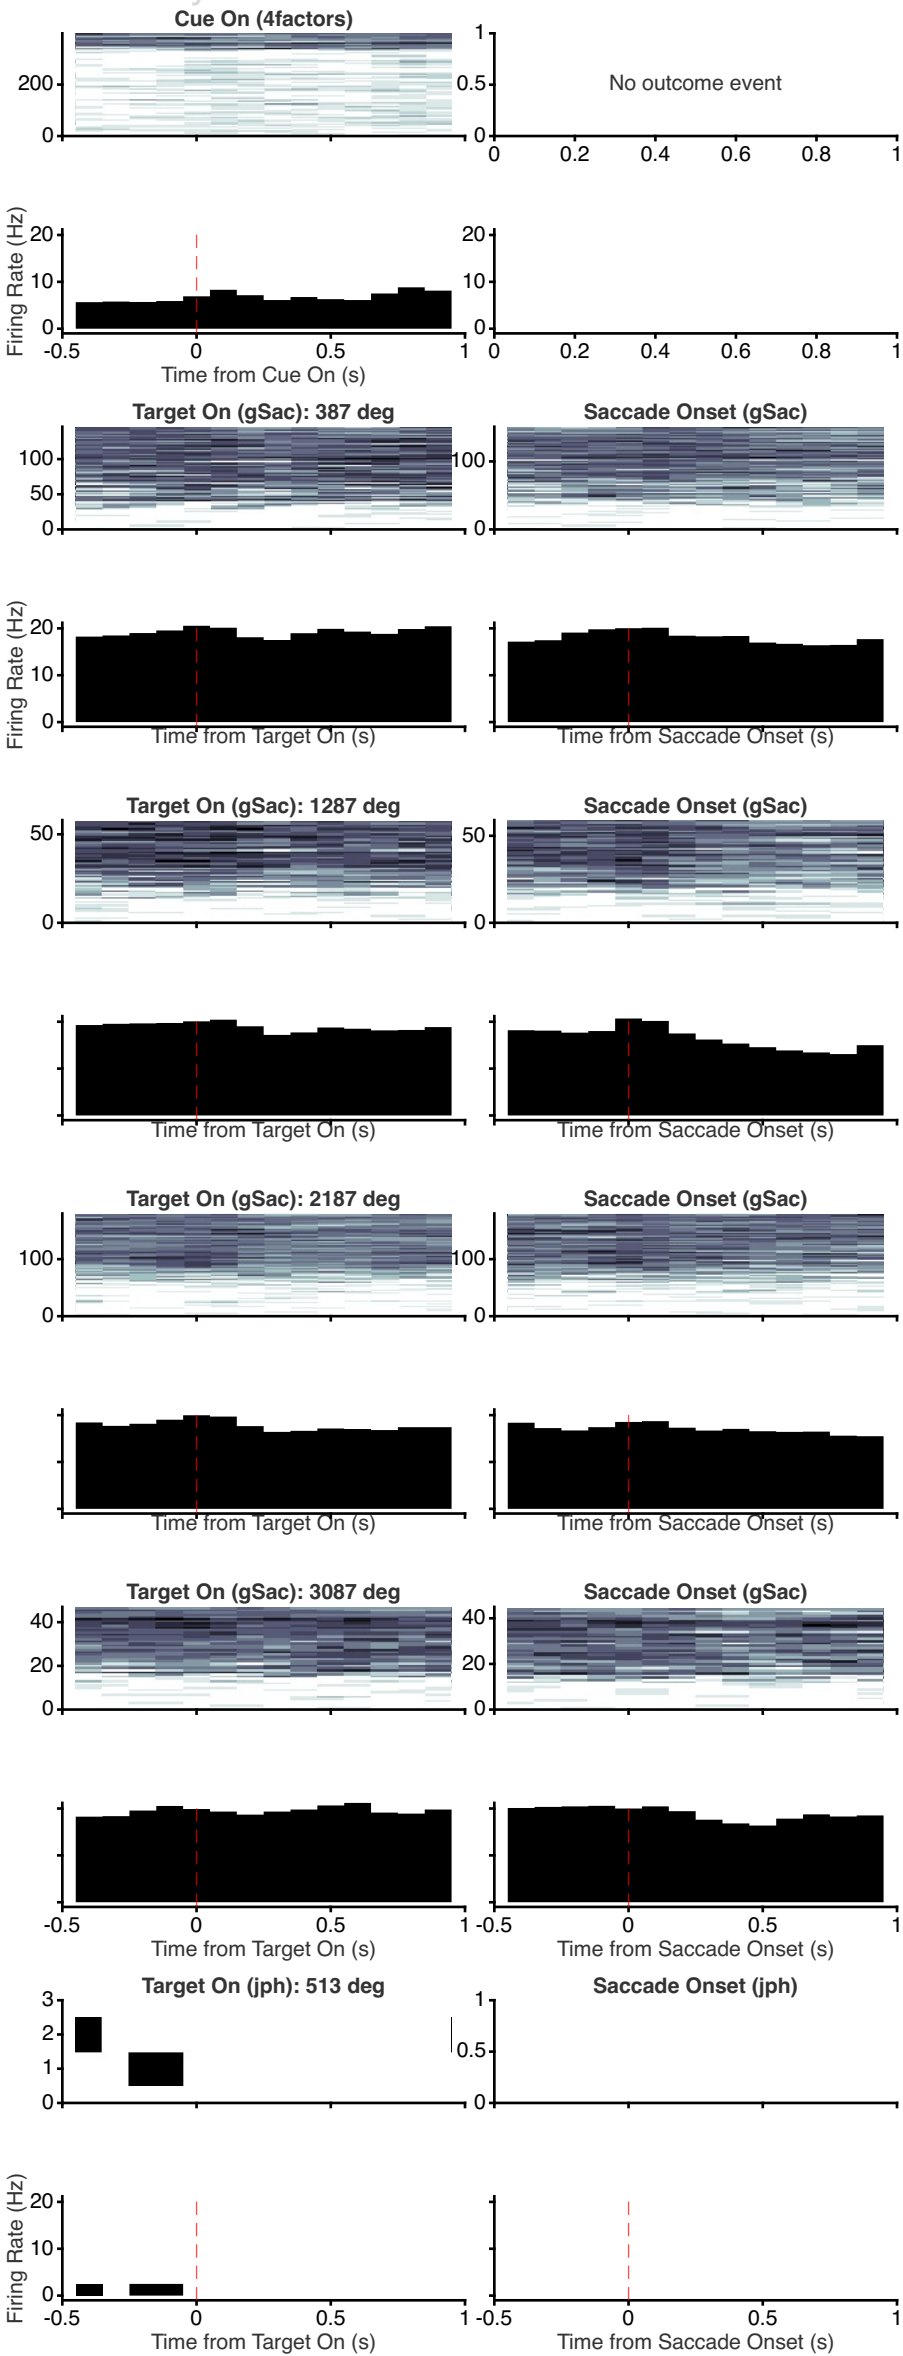 Cue On (4factors)
200
0
1
0.5
0
No outcome event
0 0.2 0.4 0.6 0.8 1
Firing Rate (Hz)
20
10
0
-0.5 0 0.5 1
Time from Cue On (s)
20
10
0
0 0.2 0.4 0.6 0.8 1
Target On (gSac): 387 deg
100
50
0
Saccade Onset (gSac)
100
0
Firing Rate (Hz)
20
10
0
Time from Target On (s)
Time from Saccade Onset (s)
Target On (gSac): 1287 deg
50
0
Saccade Onset (gSac)
50
0
Time from Target On (s)
Time from Saccade Onset (s)
Target On (gSac): 2187 deg
100
0
Saccade Onset (gSac)
100
0
Time from Target On (s)
Time from Saccade Onset (s)
Target On (gSac): 3087 deg
40
20
0
Saccade Onset (gSac)
40
20
0
-0.5 0 0.5 1
Time from Target On (s)
-0.5 0 0.5 1
Time from Saccade Onset (s)
Target On (jph): 513 deg
3
2
1
0
Saccade Onset (jph)
1
0.5
0
Firing Rate (Hz)
20
10
0
-0.5 0 0.5 1
Time from Target On (s)
-0.5 0 0.5 1
Time from Saccade Onset (s)